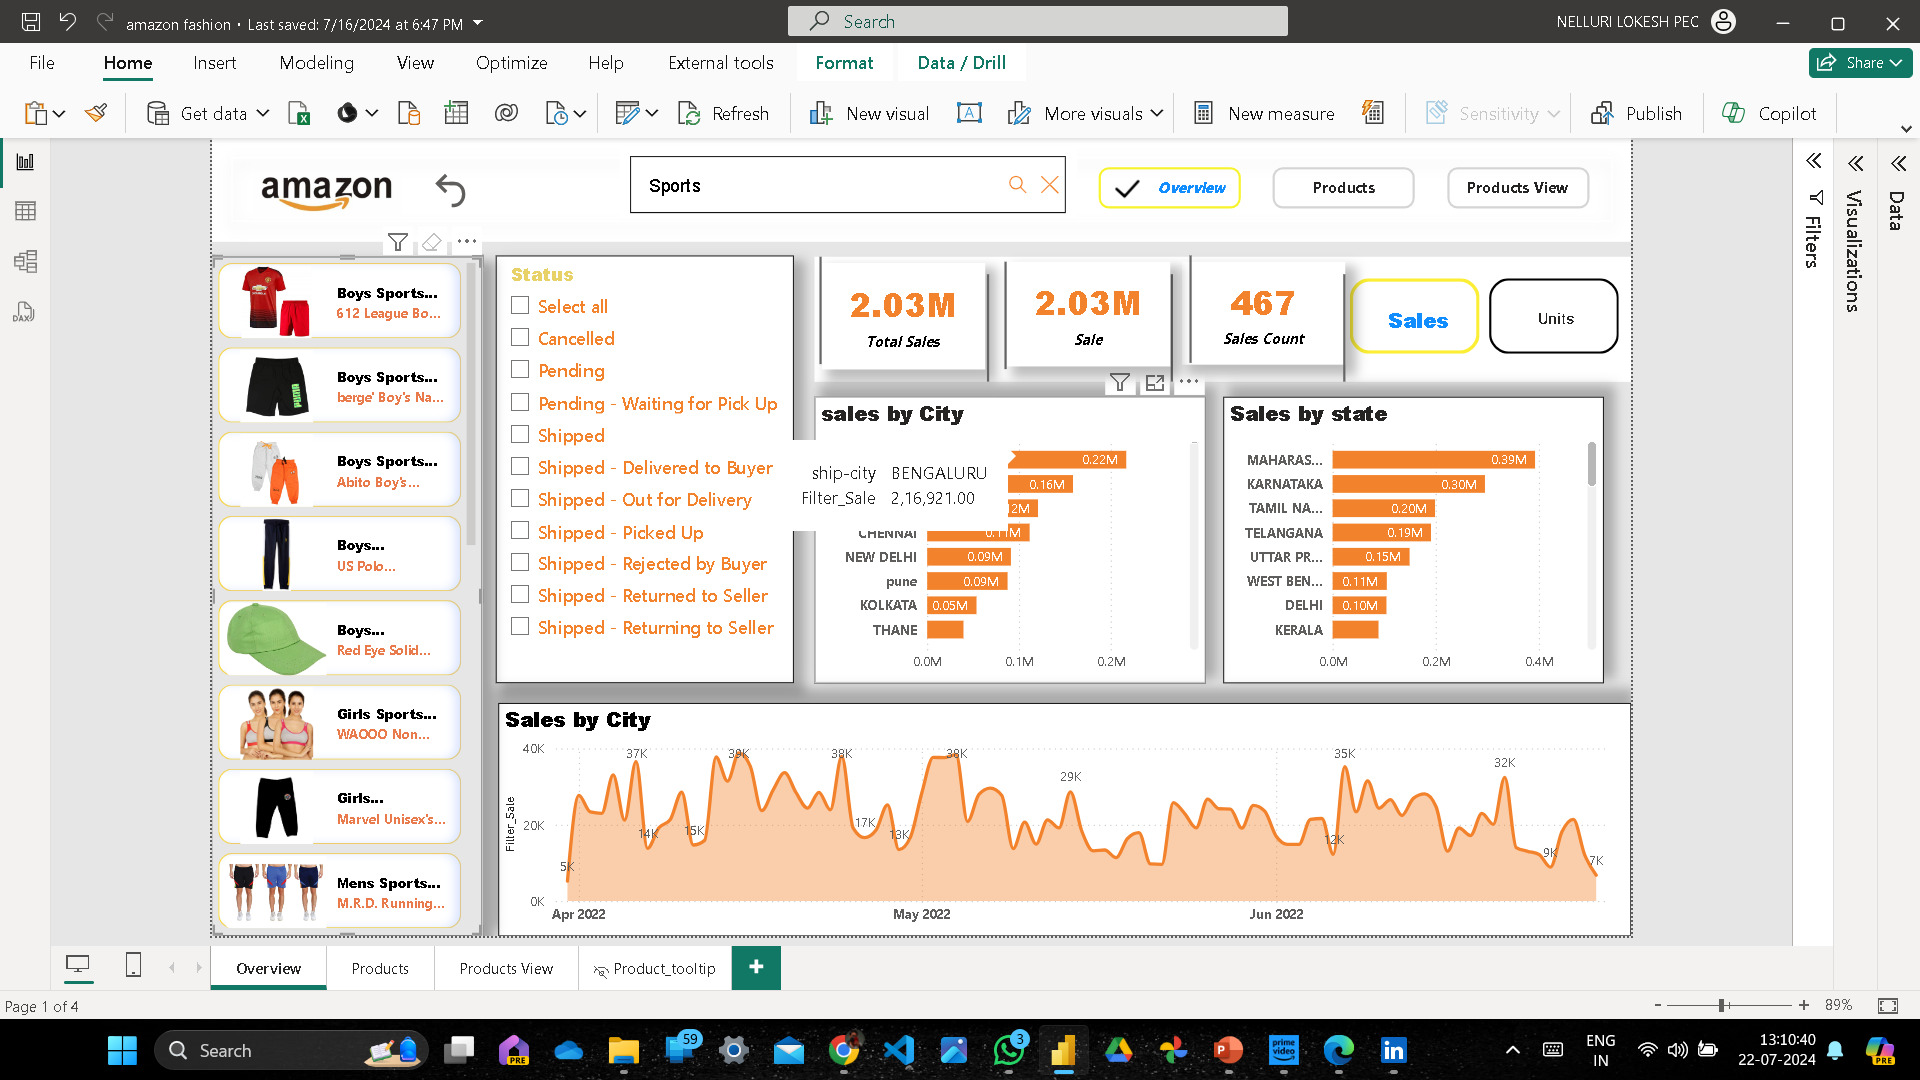 amazon fashion • Last saved: 7/16/2024 at 6:47 PM
Search
NELLURI LOKESH PEC
File Home Insert Modeling View Optimize Help External tools Format Data / Drill
Share
Get data
Refresh
New visual
More visuals
New measure
Sensitivity
Publish
Copilot
amazon
Sports
Overview
Products
Products View
Filters
Visualizations
Data
Boys Sports...
612 League Bo...
Boys Sports...
berge' Boy's Na...
Boys Sports...
Abito Boy's...
Boys...
US Polo...
Boys...
Red Eye Solid...
Girls Sports...
WAOOO Non...
Girls...
Marvel Unisex's...
Mens Sports...
M.R.D. Running...
Status
Select all
Cancelled
Pending
Pending - Waiting for Pick Up
Shipped
Shipped - Delivered to Buyer
Shipped - Out for Delivery
Shipped - Picked Up
Shipped - Rejected by Buyer
Shipped - Returned to Seller
Shipped - Returning to Seller
2.03M
Total Sales
2.03M
Sale
467
Sales Count
Sales
Units
sales by City
ship-city BENGALURU
Filter_Sale 2,16,921.00
0.22M
0.16M
CHENNAI 0.11M
NEW DELHI 0.09M
pune 0.09M
KOLKATA 0.05M
THANE
0.0M 0.1M 0.2M
Sales by state
MAHARAS... 0.39M
KARNATAKA 0.30M
TAMIL NA... 0.20M
TELANGANA 0.19M
UTTAR PR... 0.15M
WEST BEN... 0.11M
DELHI 0.10M
KERALA
0.0M 0.2M 0.4M
Sales by City
Filter_Sale
40K
20K
0K
5K 37K 14K 15K 39K 38K 17K 13K 38K 29K 12K 35K 32K 9K 7K
Apr 2022 May 2022 Jun 2022
Overview Products Products View Product_tooltip
Page 1 of 4
89%
Search
PRE
59
3
prime video
ENG
IN
13:10:40
22-07-2024
PRE